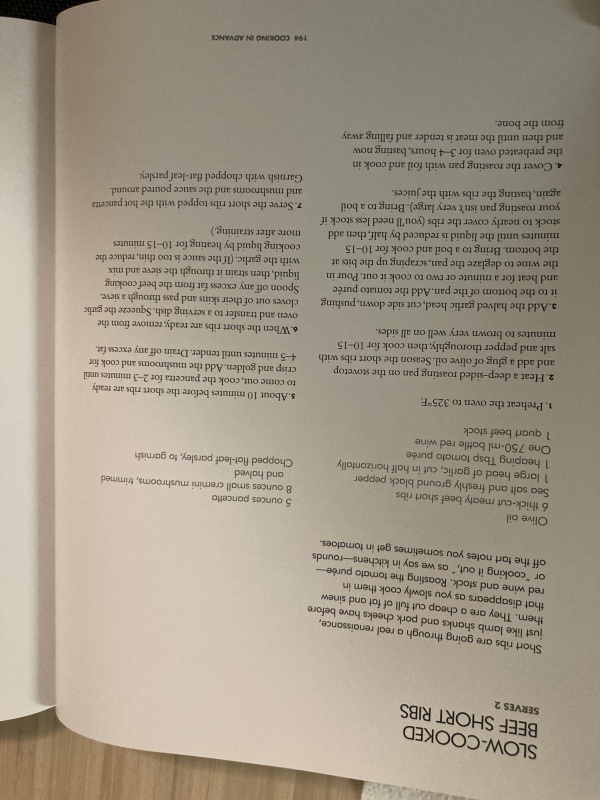 SLOW-COOKED
BEEF SHORT RIBS
SERVES 2
Short ribs are going through a real renaissance,
just like lamb shanks and pork cheeks have before
them. They are a cheap cut full of fat and sinew
that disappears as you slowly cook them in
red wine and stock. Roasting the tomato purée—
or “cooking it out,” as we say in kitchens—rounds
off the tart notes you sometimes get in tomatoes.
Olive oil
6 thick-cut meaty beef short ribs
Sea salt and freshly ground black pepper
1 large head of garlic, cut in half horizontally
1 heaping Tbsp tomato purée
One 750-ml bottle red wine
1 quart beef stock
5 ounces pancetta
8 ounces small cremini mushrooms, trimmed
and halved
Chopped flat-leaf parsley, to garnish
1. Preheat the oven to 325°F.
2. Heat a deep-sided roasting pan on the stovetop
and add a glug of olive oil. Season the short ribs with
salt and pepper thoroughly, then cook for 10–15
minutes to brown very well on all sides.
3. Add the halved garlic head, cut side down, pushing
it to the bottom of the pan. Add the tomato purée
and heat for a minute or two to cook it out. Pour in
the wine to deglaze the pan, scraping up the bits at
the bottom. Bring to a boil and cook for 10–15
minutes until the liquid is reduced by half, then add
stock to nearly cover the ribs (you'll need less stock if
your roasting pan isn't very large). Bring to a boil
again, basting the ribs with the juices.
4. Cover the roasting pan with foil and cook in
the preheated oven for 3–4 hours, basting now
and then until the meat is tender and falling away
from the bone.
5. About 10 minutes before the short ribs are ready
to come out, cook the pancetta for 2–3 minutes until
crisp and golden. Add the mushrooms and cook for
4–5 minutes until tender. Drain off any excess fat.
6. When the short ribs are ready, remove from the
oven and transfer to a serving dish. Squeeze the garlic
cloves out of their skins and pass through a sieve.
Spoon off any excess fat from the beef cooking
liquid, then strain it through the sieve and mix
with the garlic. (If the sauce is too thin, reduce the
cooking liquid by heating for 10–15 minutes
more after straining.)
7. Serve the short ribs topped with the hot pancetta
and mushrooms and the sauce poured around.
Garnish with chopped flat-leaf parsley.
194 COOKING IN ADVANCE